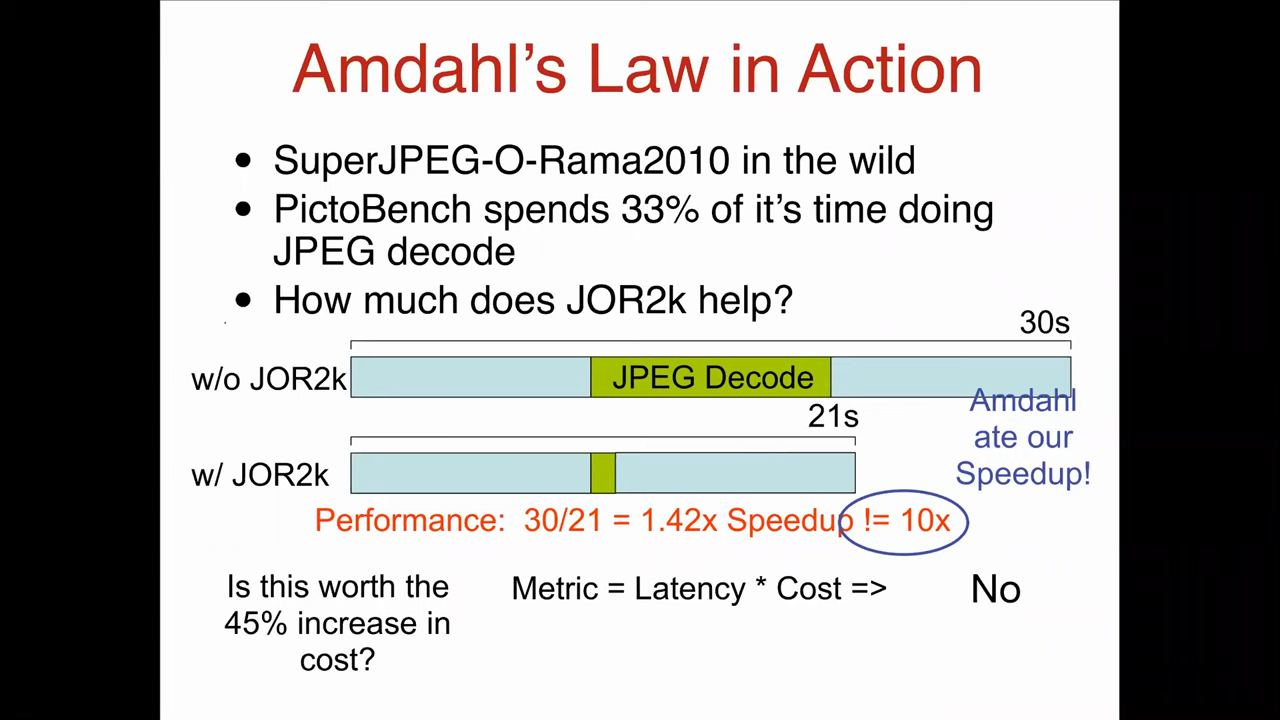 Amdahl's Law in Action
• SuperJPEG-O-Rama2010 in the wild
• PictoBench spends 33% of it's time doing
JPEG decode
• How much does JOR2k help?
30s
w/o JOR2k
JPEG Decode
21s
Amdahl
ate our
Speedup!
w/ JOR2k
Performance: 30/21 = 1.42x Speedup != 10x
Is this worth the
45% increase in
cost?
Metric = Latency * Cost =>
No